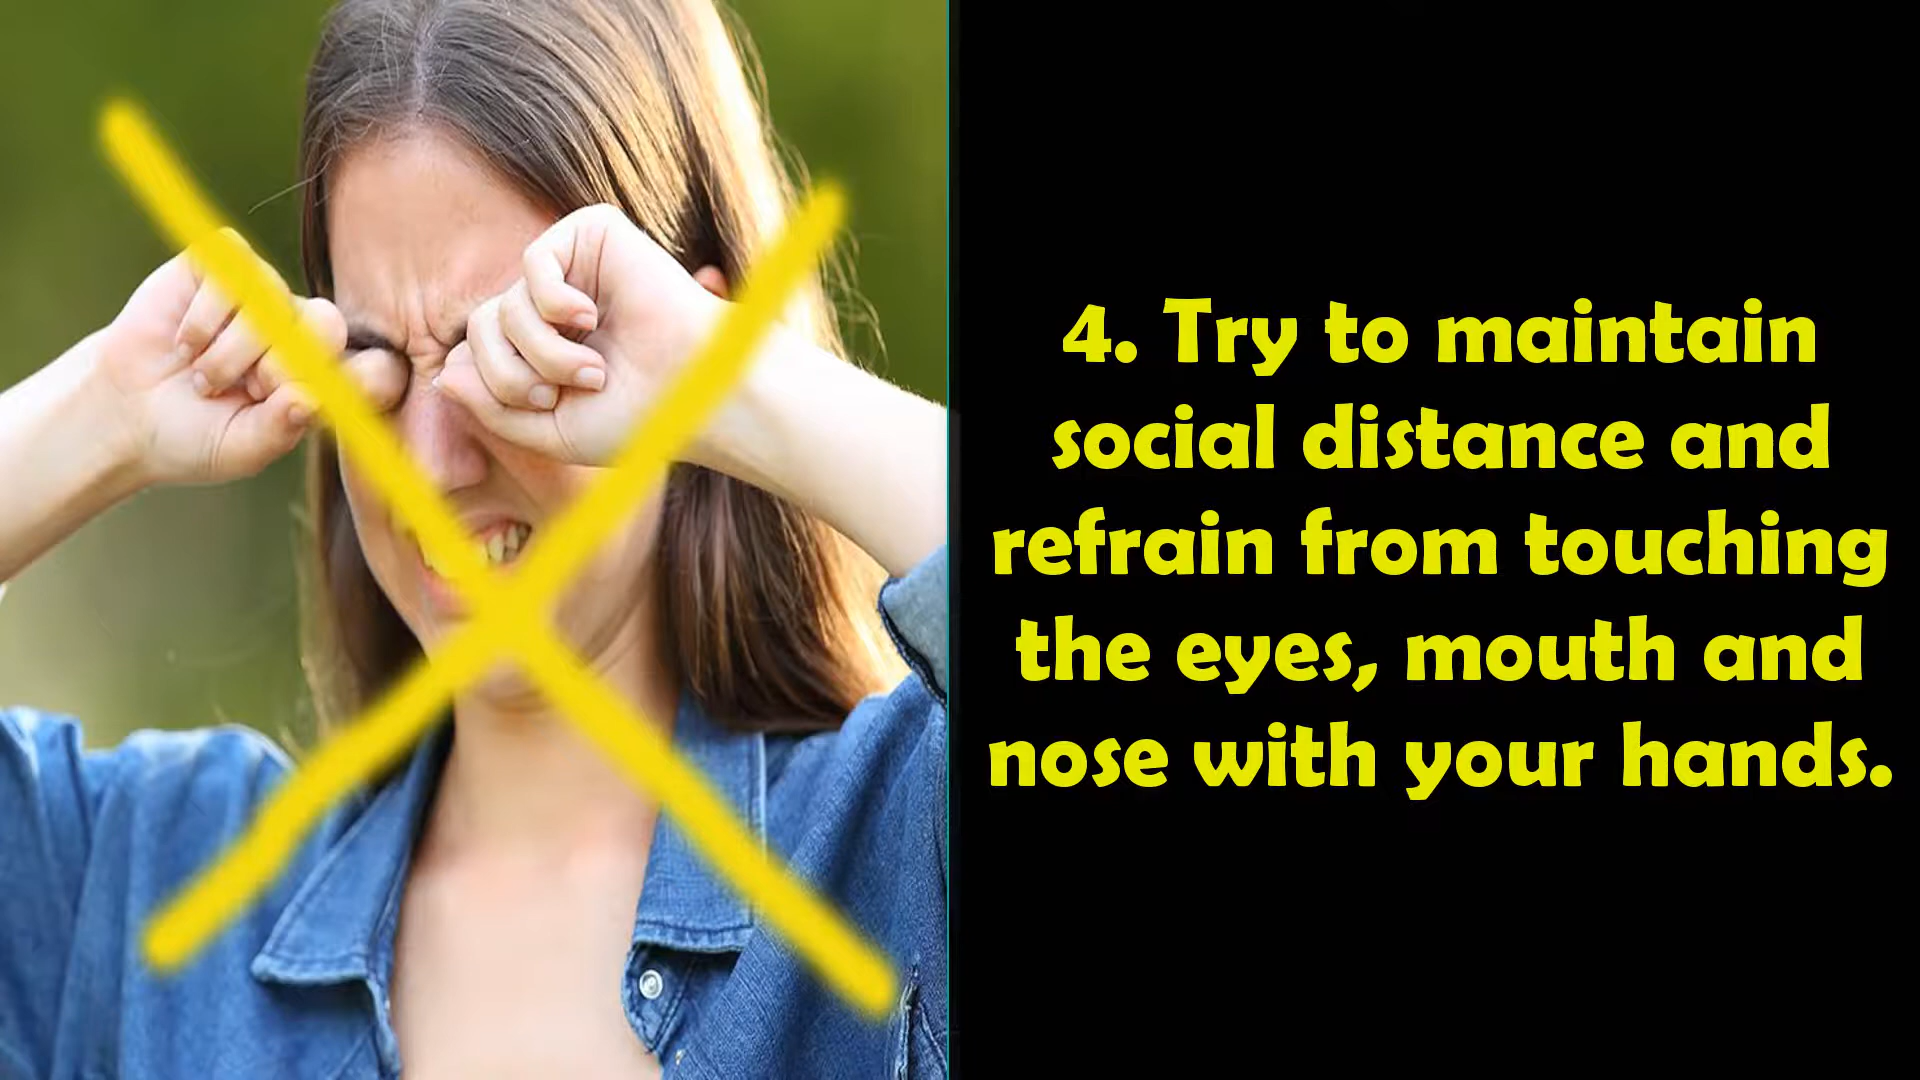 4. Try to maintain
social distance and
refrain from touching
the eyes, mouth and
nose with your hands.